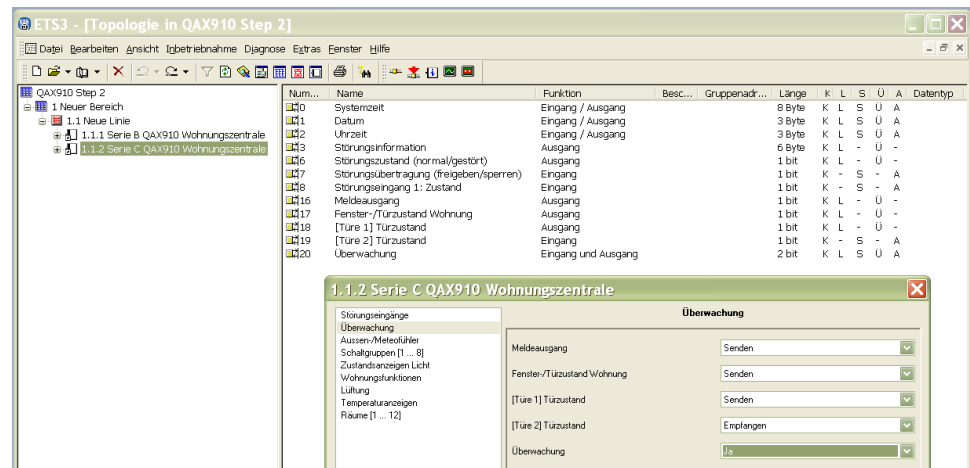 ETS3 - [Topologie in QAX910 Step 2]
Datei Bearbeiten Ansicht Inbetriebnahme Diagnose Extras Fenster Hilfe
QAX910 Step 2
1 Neuer Bereich
1.1 Neue Linie
1.1.1 Serie B QAX910 Wohnungszentrale
1.1.2 Serie C QAX910 Wohnungszentrale
Num... Name Funktion Besc... Gruppenadr... Länge K L S Ü A Datentyp
0 Systemzeit Eingang / Ausgang 8 Byte K L S Ü A
1 Datum Eingang / Ausgang 3 Byte K L S Ü A
2 Uhrzeit Eingang / Ausgang 3 Byte K L S Ü A
3 Störungsinformation Ausgang 6 Byte K L - Ü -
6 Störungszustand (normal/gestört) Ausgang 1 bit K L - Ü -
7 Störungsübertragung (freigeben/sperren) Eingang 1 bit K - S - A
8 Störungseingang 1: Zustand Eingang 1 bit K - S - A
16 Meldeausgang Ausgang 1 bit K L - Ü -
17 Fenster-/Türzustand Wohnung Ausgang 1 bit K L - Ü -
18 [Türe 1] Türzustand Ausgang 1 bit K L - Ü -
19 [Türe 2] Türzustand Eingang 1 bit K - S - A
20 Überwachung Eingang und Ausgang 2 bit K L S Ü A
1.1.2 Serie C QAX910 Wohnungszentrale
Störungseingänge
Überwachung
Aussen-/Meteofühler
Schaltgruppen [1 ... 8]
Zustandsanzeigen Licht
Wohnungsfunktionen
Lüftung
Temperaturanzeigen
Räume [1 ... 12]
Überwachung
Meldeausgang Senden
Fenster-/Türzustand Wohnung Senden
[Türe 1] Türzustand Senden
[Türe 2] Türzustand Empfangen
Überwachung Ja